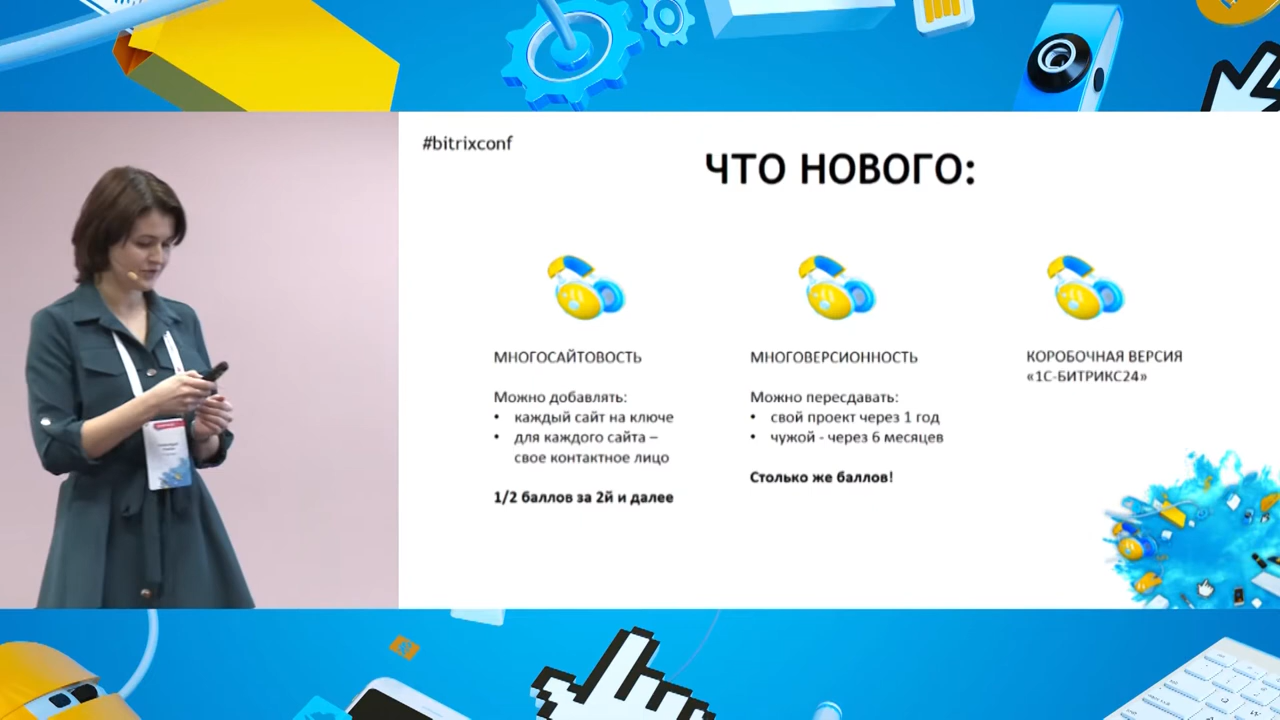 #bitrixconf
ЧТО НОВОГО:
МНОГОСАЙТОВОСТЬ
Можно добавлять:
• каждый сайт на ключе
• для каждого сайта –
свое контактное лицо
1/2 баллов за 2й и далее
МНОГОВЕРСИОННОСТЬ
Можно пересдавать:
• свой проект через 1 год
• чужой - через 6 месяцев
Столько же баллов!
КОРОБОЧНАЯ ВЕРСИЯ
«1С-БИТРИКС24»